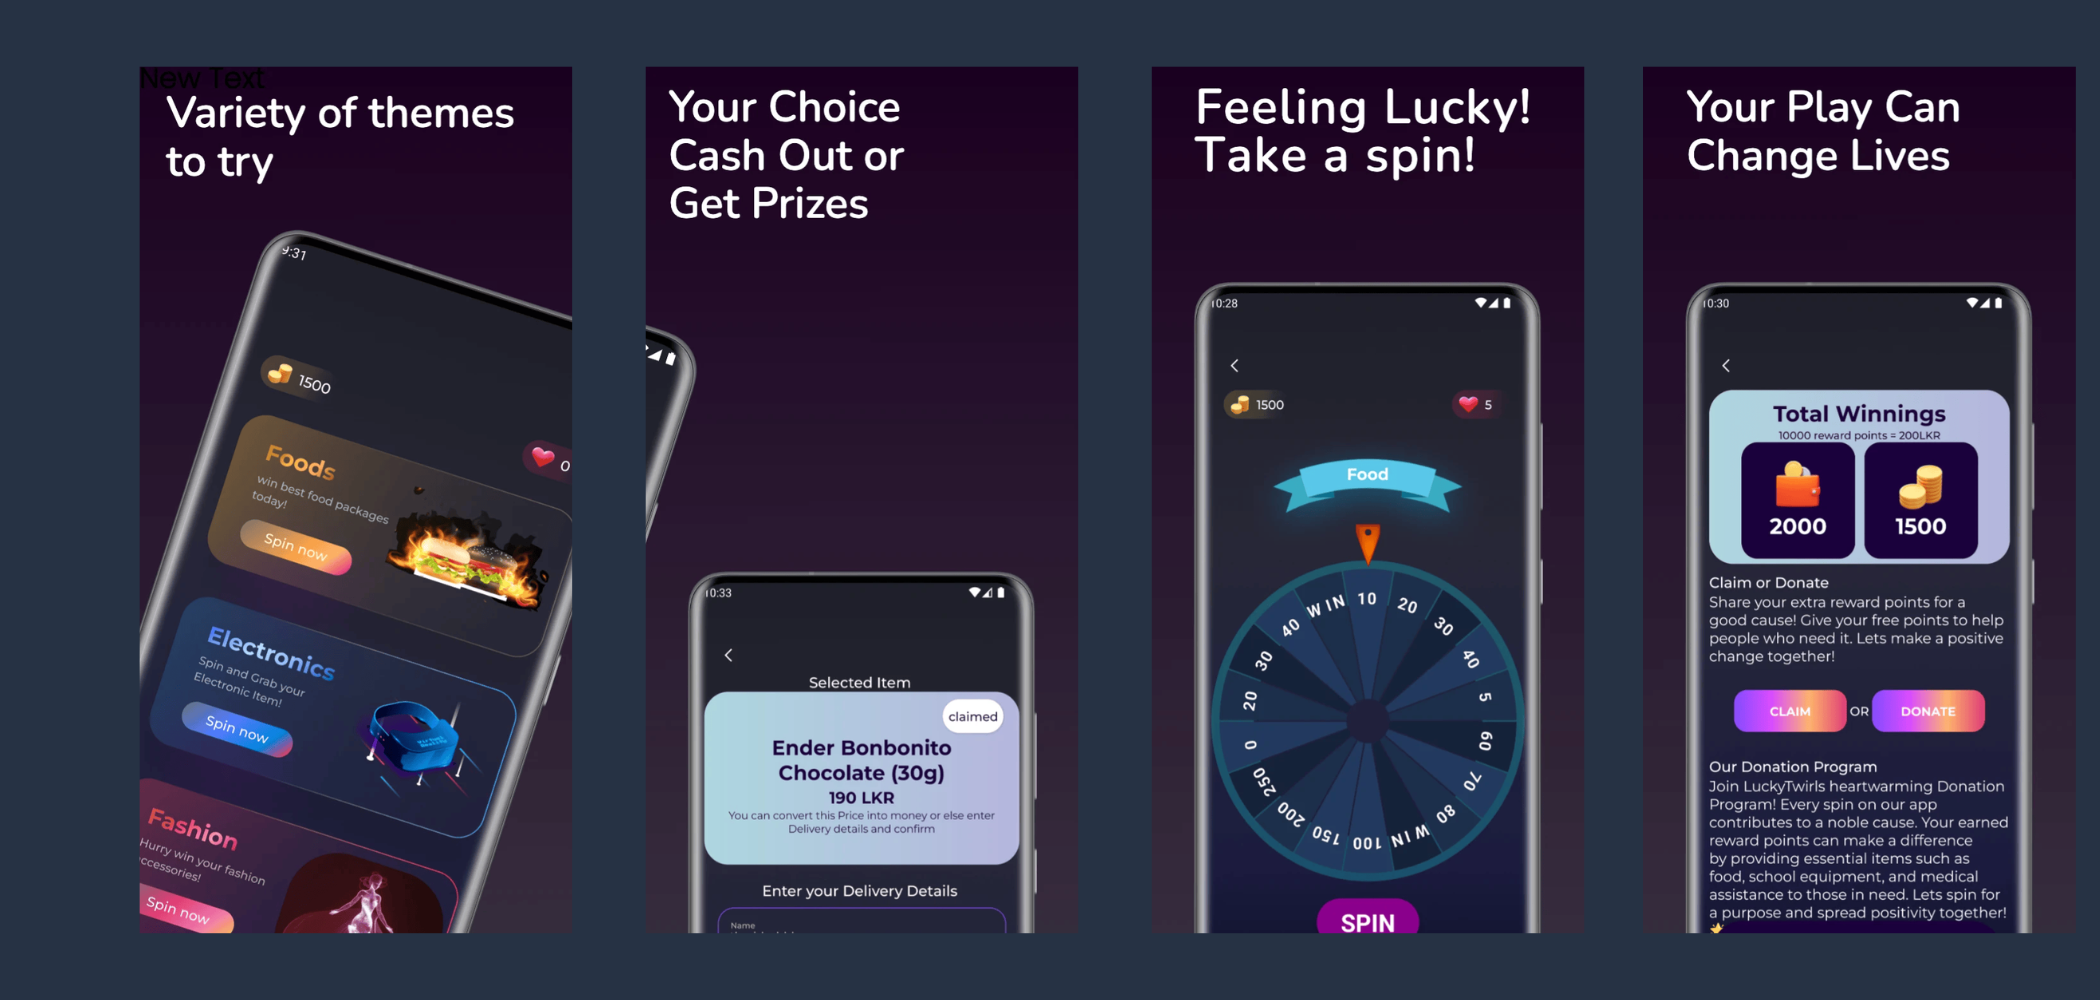 New Text
Variety of themes
to try
9:31
1500
0
Foods
win best food packages
today!
Spin now
Electronics
Spin and Grab your
Electronic Item!
Spin now
Fashion
Hurry win your fashion
ccessories!
Spin now
Your Choice
Cash Out or
Get Prizes
10:33
Selected Item
claimed
Ender Bonbonito
Chocolate (30g)
190 LKR
You can convert this Price into money or else enter
Delivery details and confirm
Enter your Delivery Details
Name
Feeling Lucky!
Take a spin!
10:28
1500
5
Food
10
20
30
40
5
60
70
80
WIN
100
150
200
250
0
20
30
40
WIN
SPIN
Your Play Can
Change Lives
10:30
Total Winnings
10000 reward points = 200LKR
2000
1500
Claim or Donate
Share your extra reward points for a
good cause! Give your free points to help
people who need it. Lets make a positive
change together!
CLAIM OR DONATE
Our Donation Program
Join LuckyTwirls heartwarming Donation
Program! Every spin on our app
contributes to a noble cause. Your earned
reward points can make a difference
by providing essential items such as
food, school equipment, and medical
assistance to those in need. Lets spin for
a purpose and spread positivity together!